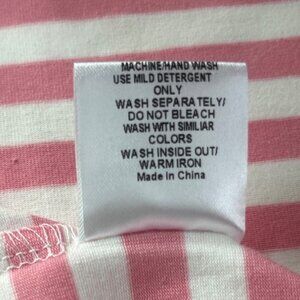 MACHINE/HAND WASH
USE MILD DETERGENT
ONLY
WASH SEPARATELY/
DO NOT BLEACH
WASH WITH SIMILIAR
COLORS
WASH INSIDE OUT/
WARM IRON
Made in China